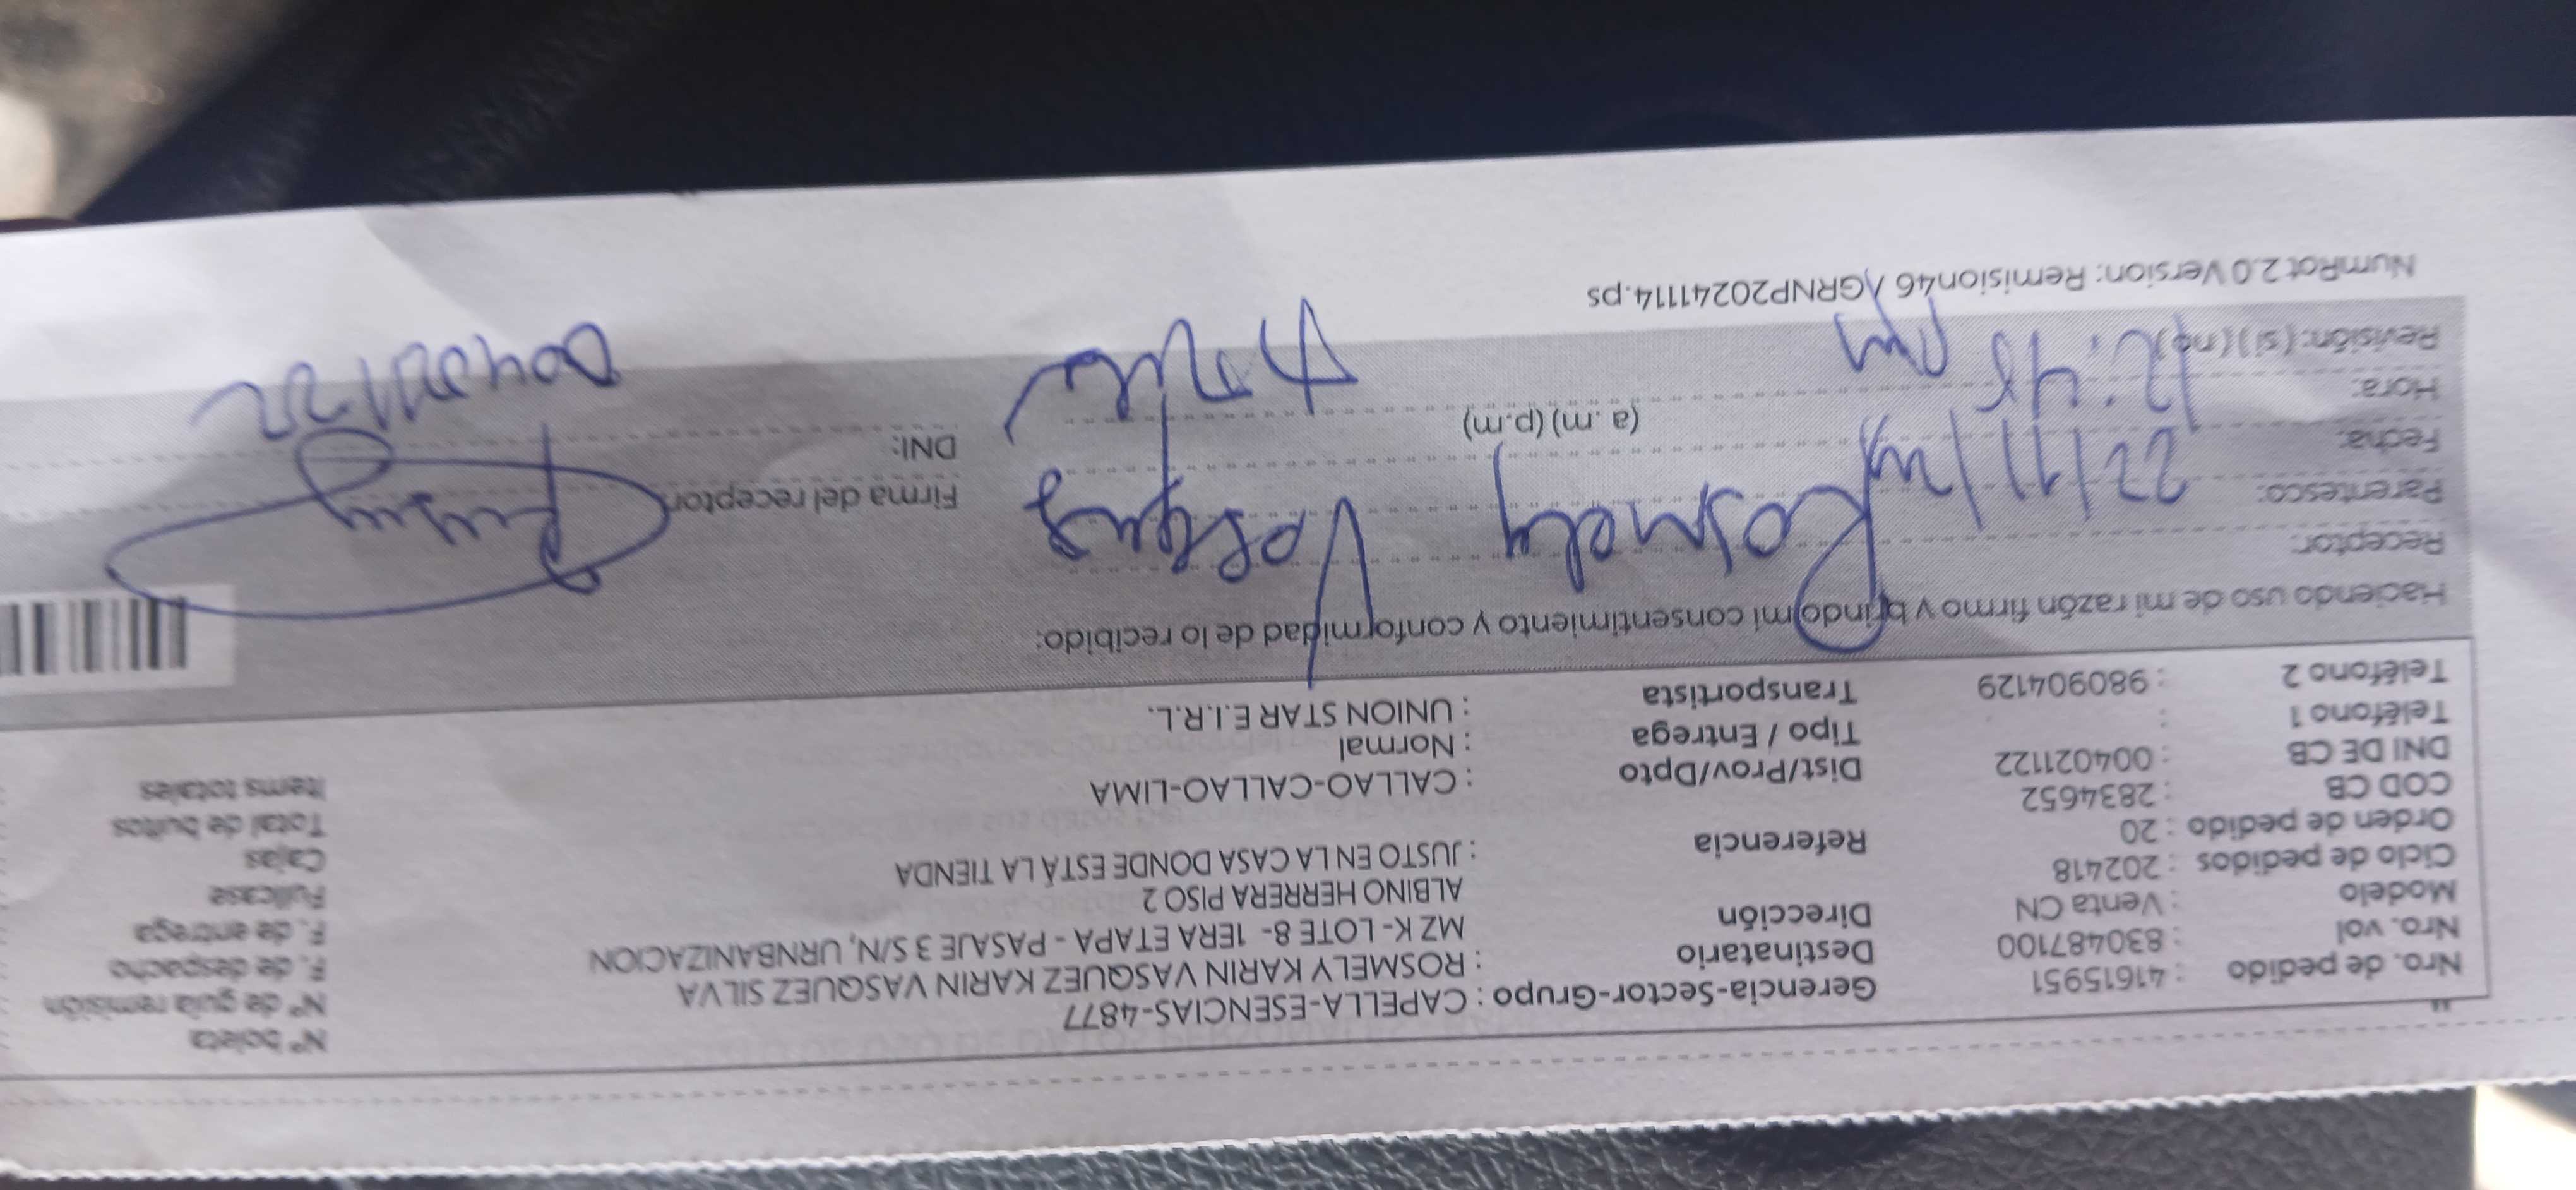 Nro. de pedido : 41615951 Gerencia-Sector-Grupo : CAPELLA-ESENCIAS-4877 N° boleta
Nro. vol : 830487100 Destinatario : ROSMELY KARIN VASQUEZ KARIN VASQUEZ SILVA N° de guía remisión
Modelo : Venta CN Dirección MZ K- LOTE 8- 1ERA ETAPA - PASAJE 3 S/N, URNBANIZACION F. de despacho
Ciclo de pedidos : 202418 ALBINO HERRERA PISO 2 F. de entrega
Orden de pedido : 20 Referencia : JUSTO EN LA CASA DONDE ESTÁ LA TIENDA Fullcase
COD CB : 2834652 Cajas
DNI DE CB : 004021122 Dist/Prov/Dpto : CALLAO-CALLAO-LIMA Total de bultos
Teléfono 1 : Tipo / Entrega : Normal Items totales
Teléfono 2 : 980904129 Transportista : UNION STAR E.I.R.L.
Haciendo uso de mi razón firmo y brindo mi consentimiento y conformidad de lo recibido:
Receptor: Rosmely Vasquez
Parentesco: Firma del receptor
Fecha: 22/11/24 DNI:
Hora: 12:45 pm (a .m) (p.m)
Revisión: (si) (no)
NumRot 2.0 Version: Remision46 / GRNP20241114.ps